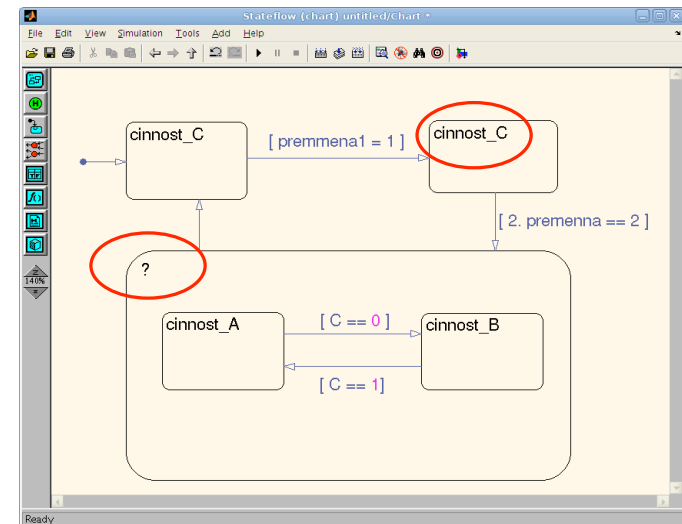 Stateflow (chart) untitled/Chart *
File Edit View Simulation Tools Add Help
140%
cinnost_C
[ premmena1 = 1 ]
cinnost_C
[ 2. premenna == 2 ]
?
cinnost_A
[ C == 0 ]
cinnost_B
[ C == 1]
Ready